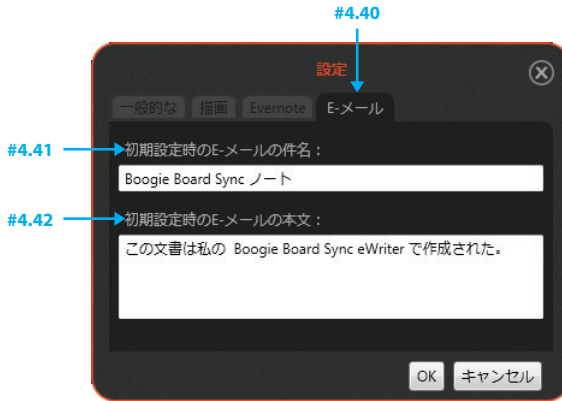 #4.40
設定
一般的な 描画 Evernote E-メール
#4.41
初期設定時のE-メールの件名：
Boogie Board Sync ノート
#4.42
初期設定時のE-メールの本文：
この文書は私の Boogie Board Sync eWriter で作成された。
OK キャンセル